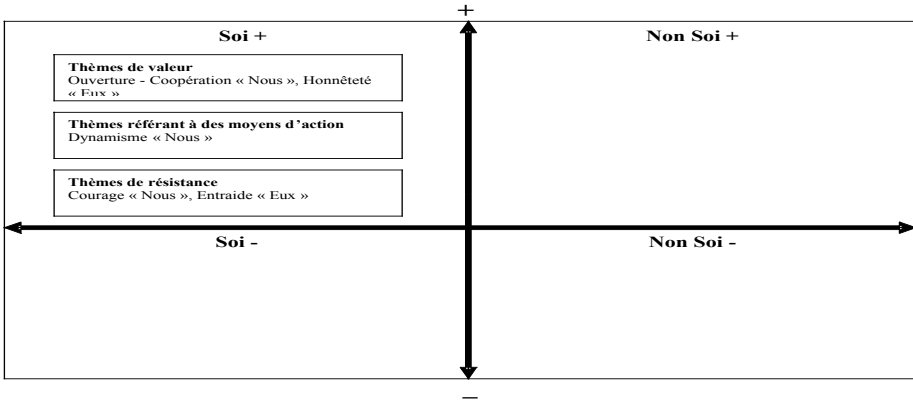 +
Soi +
Non Soi +
Thèmes de valeur
Ouverture - Coopération « Nous », Honnêteté
« Eux »
Thèmes référant à des moyens d’action
Dynamisme « Nous »
Thèmes de résistance
Courage « Nous », Entraide « Eux »
Soi -
Non Soi -
–